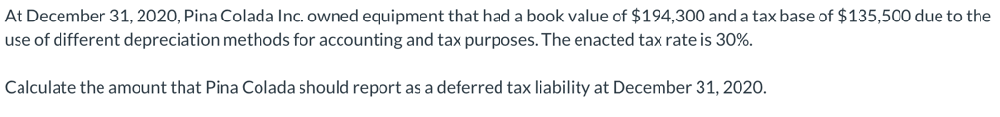 At December 31, 2020, Pina Colada Inc. owned equipment that had a book value of $194,300 and a tax base of $135,500 due to the
use of different depreciation methods for accounting and tax purposes. The enacted tax rate is 30%.
Calculate the amount that Pina Colada should report as a deferred tax liability at December 31, 2020.